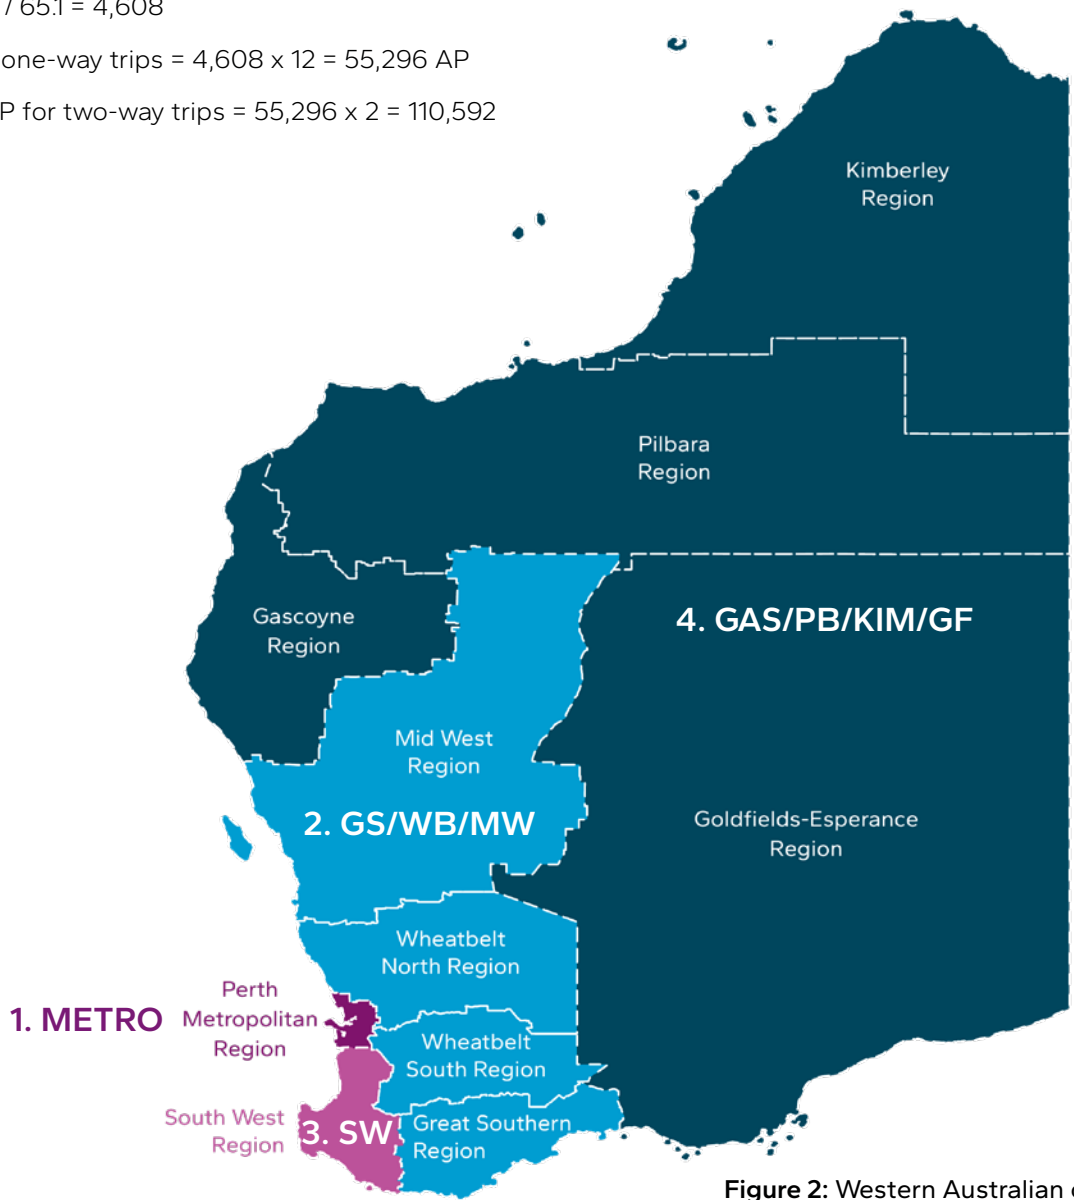 / 65.1 = 4,608
one-way trips = 4,608 x 12 = 55,296 AP
P for two-way trips = 55,296 x 2 = 110,592
Kimberley
Region
Pilbara
Region
Gascoyne
Region
4. GAS/PB/KIM/GF
Mid West
Region
2. GS/WB/MW
Goldfields-Esperance
Region
Wheatbelt
North Region
1. METRO
Perth
Metropolitan
Region
Wheatbelt
South Region
South West
Region
3. SW
Great Southern
Region
Figure 2: Western Australian